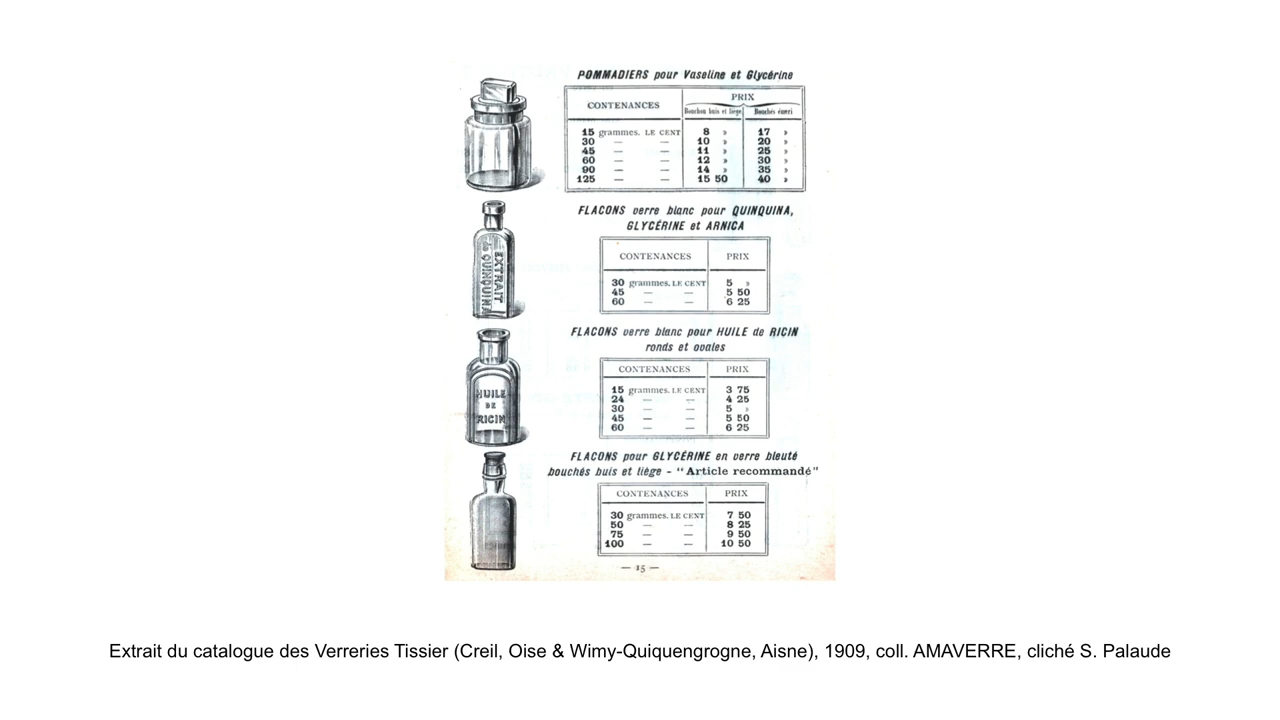 POMMADIERS pour Vaseline et Glycérine
CONTENANCES
PRIX
Bouchon buis et liège
Bouchés émeri
15 grammes. LE CENT 8 » 17 »
30 — — 10 » 20 »
45 — — 11 » 25 »
60 — — 12 » 30 »
90 — — 14 » 35 »
125 — — 15 50 40 »
FLACONS verre blanc pour QUINQUINA,
GLYCÉRINE et ARNICA
EXTRAIT
de QUINQUINA
CONTENANCES PRIX
30 grammes. LE CENT 5 »
45 — — 5 50
60 — — 6 25
FLACONS verre blanc pour HUILE de RICIN
ronds et ovales
HUILE
DE
RICIN
CONTENANCES PRIX
15 grammes. LE CENT 3 75
24 — — 4 25
30 — — 5 »
45 — — 5 50
60 — — 6 25
FLACONS pour GLYCÉRINE en verre bleuté
bouchés buis et liège - “Article recommandé”
CONTENANCES PRIX
30 grammes. LE CENT 7 50
50 — — 8 25
75 — — 9 50
100 — — 10 50
— 15 —
Extrait du catalogue des Verreries Tissier (Creil, Oise & Wimy-Quiquengrogne, Aisne), 1909, coll. AMAVERRE, cliché S. Palaude